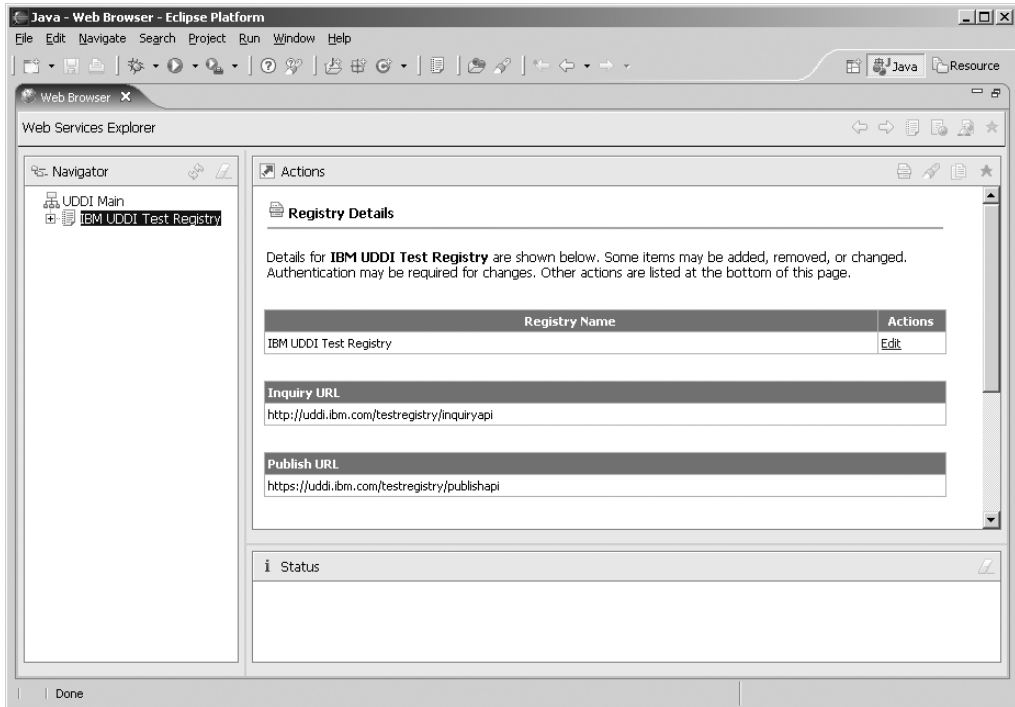 Java - Web Browser - Eclipse Platform
File Edit Navigate Search Project Run Window Help
Java Resource
Web Browser
Web Services Explorer
Navigator
UDDI Main
IBM UDDI Test Registry
Actions
Registry Details
Details for IBM UDDI Test Registry are shown below. Some items may be added, removed, or changed.
Authentication may be required for changes. Other actions are listed at the bottom of this page.
Registry Name Actions
IBM UDDI Test Registry Edit
Inquiry URL
http://uddi.ibm.com/testregistry/inquiryapi
Publish URL
https://uddi.ibm.com/testregistry/publishapi
i Status
Done